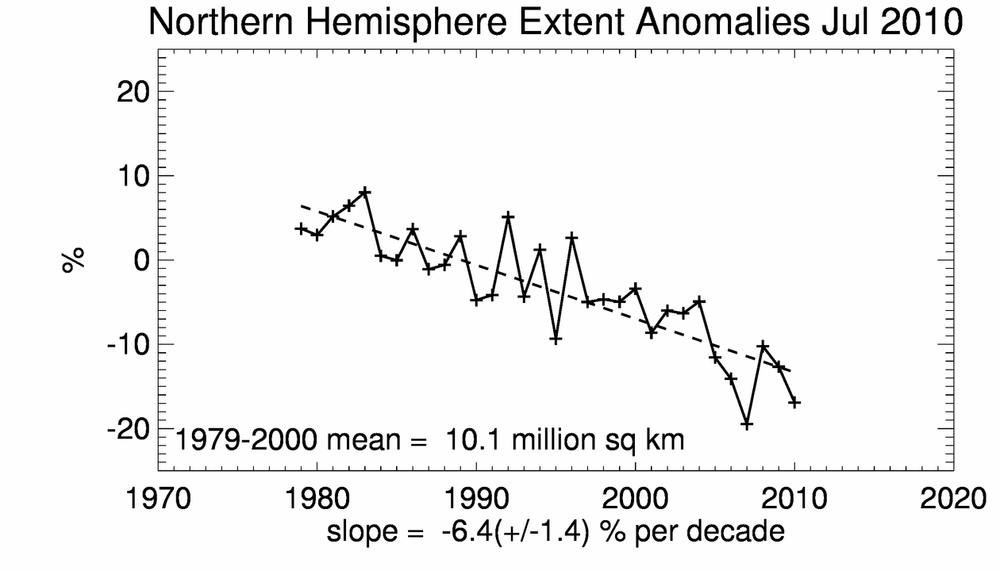 Northern Hemisphere Extent Anomalies Jul 2010
20
10
0
-10
-20
%
1979-2000 mean = 10.1 million sq km
1970 1980 1990 2000 2010 2020
slope = -6.4(+/-1.4) % per decade